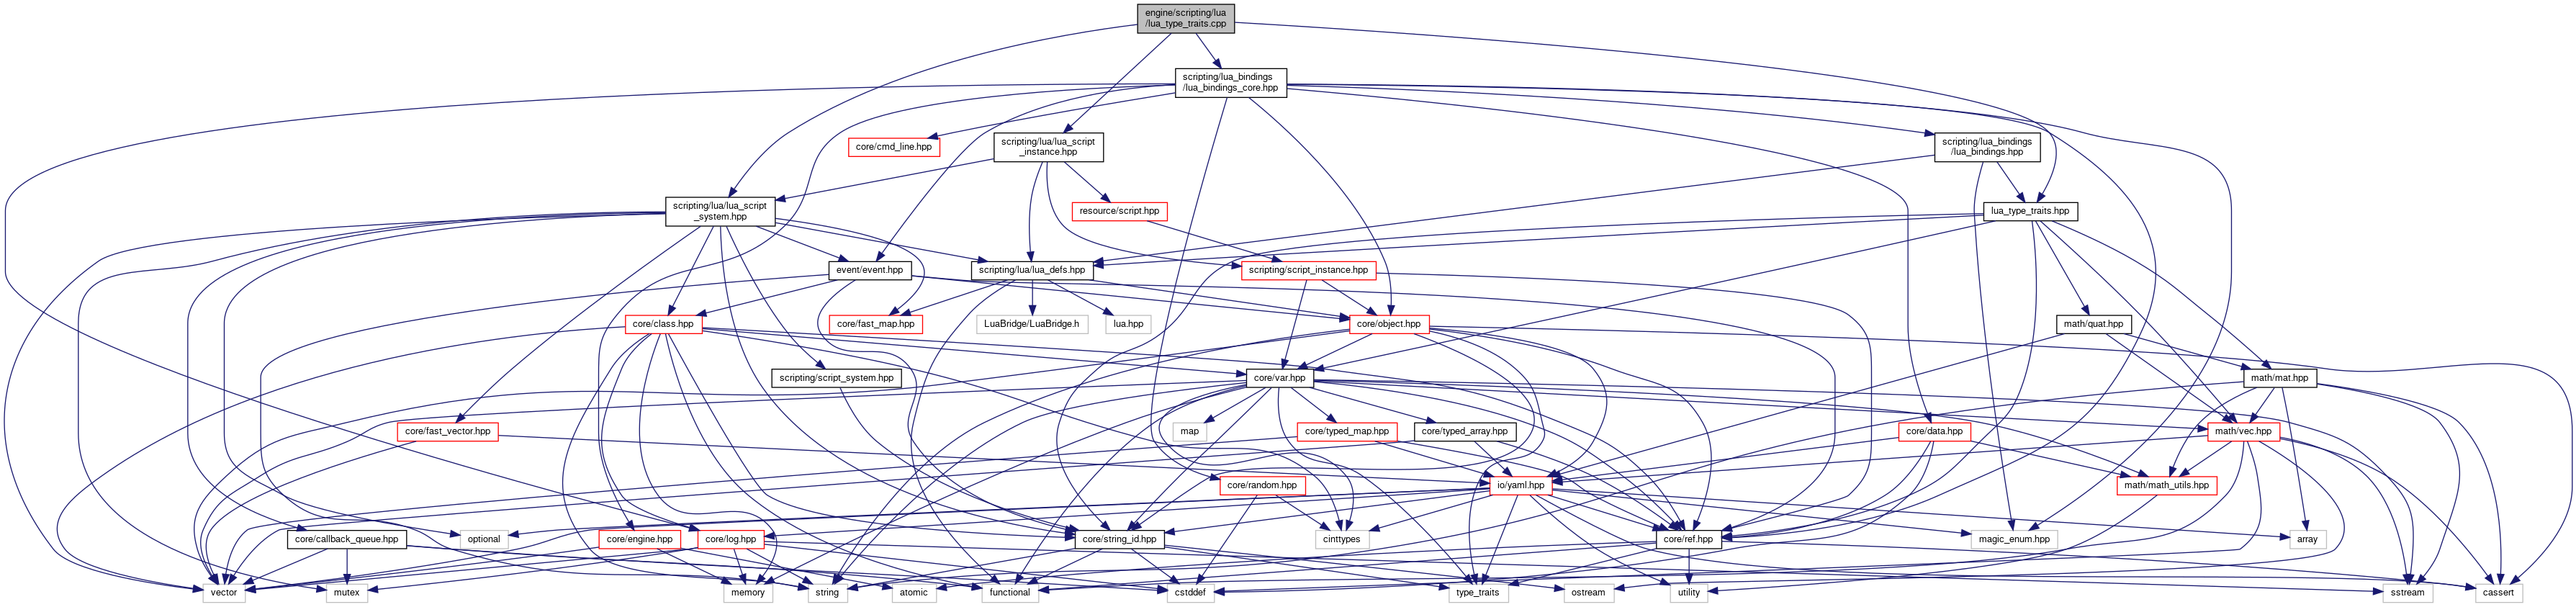 engine/scripting/lua
/lua_type_traits.cpp
scripting/lua_bindings
/lua_bindings_core.hpp
core/cmd_line.hpp
scripting/lua/lua_script
_instance.hpp
scripting/lua_bindings
/lua_bindings.hpp
scripting/lua/lua_script
_system.hpp
resource/script.hpp
lua_type_traits.hpp
event/event.hpp
scripting/lua/lua_defs.hpp
scripting/script_instance.hpp
core/class.hpp
core/fast_map.hpp
LuaBridge/LuaBridge.h
lua.hpp
core/object.hpp
math/quat.hpp
scripting/script_system.hpp
core/var.hpp
math/mat.hpp
core/fast_vector.hpp
map
core/typed_map.hpp
core/typed_array.hpp
core/data.hpp
math/vec.hpp
core/random.hpp
io/yaml.hpp
math/math_utils.hpp
optional
core/callback_queue.hpp
core/engine.hpp
core/log.hpp
core/string_id.hpp
cinttypes
core/ref.hpp
magic_enum.hpp
array
vector
mutex
memory
string
atomic
functional
cstddef
type_traits
ostream
utility
sstream
cassert